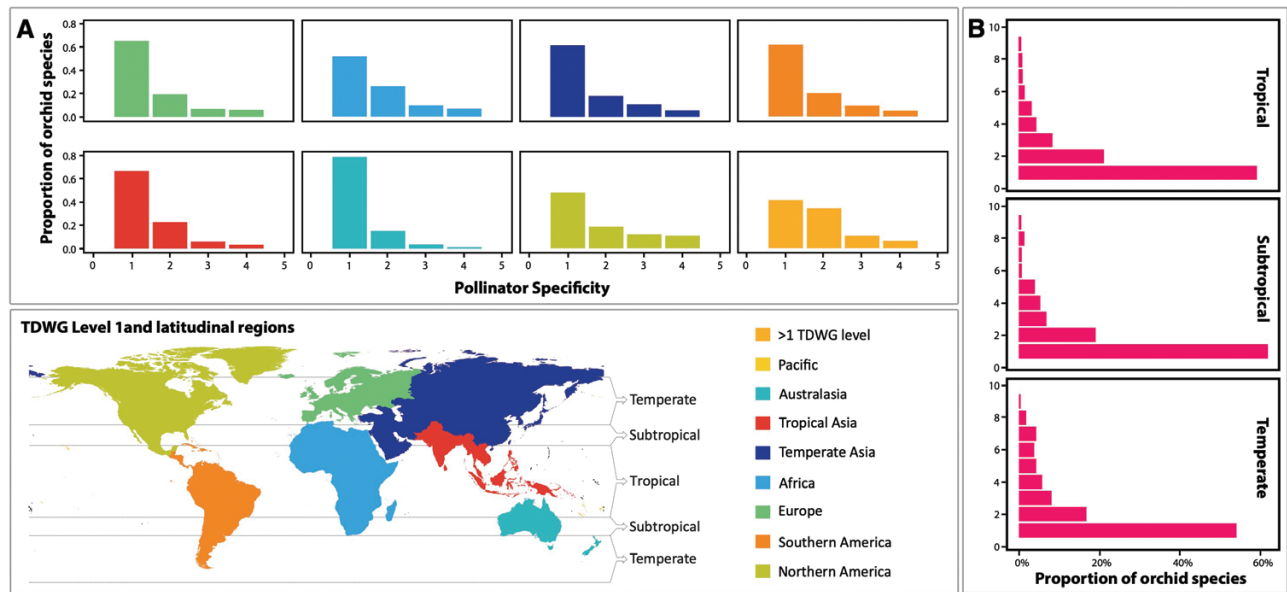 A
Proportion of orchid species
0.8
0.6
0.4
0.2
0.0
0.8
0.6
0.4
0.2
0.0
0 1 2 3 4 5 0 1 2 3 4 5 0 1 2 3 4 5 0 1 2 3 4 5
Pollinator Specificity
TDWG Level 1and latitudinal regions
Temperate
Subtropical
Tropical
Subtropical
Temperate
>1 TDWG level
Pacific
Australasia
Tropical Asia
Temperate Asia
Africa
Europe
Southern America
Northern America
B
10
8
6
4
2
0
Tropical
10
8
6
4
2
0
Subtropical
10
8
6
4
2
0
Temperate
0% 20% 40% 60%
Proportion of orchid species